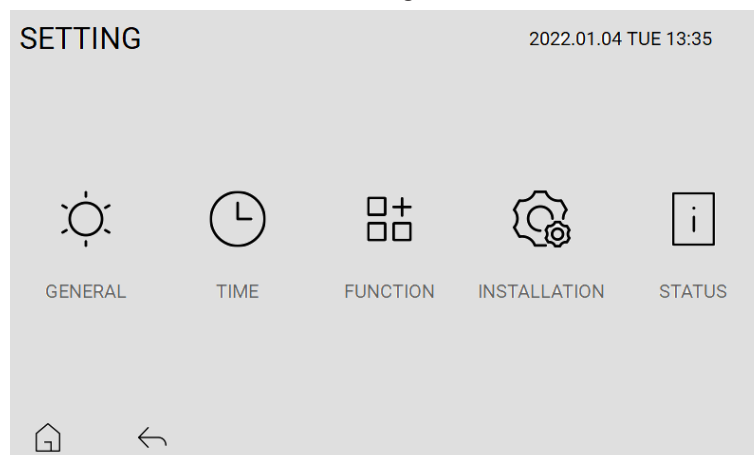 SETTING 2022.01.04 TUE 13:35
GENERAL TIME FUNCTION INSTALLATION STATUS